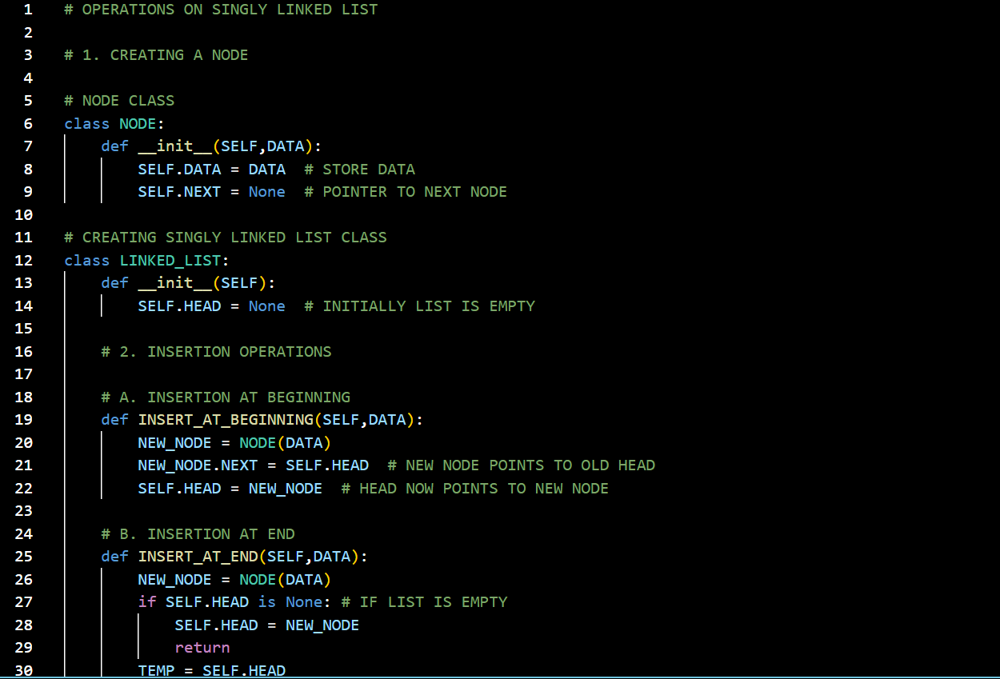 1 # OPERATIONS ON SINGLY LINKED LIST
2
3 # 1. CREATING A NODE
4
5 # NODE CLASS
6 class NODE:
7     def __init__(SELF,DATA):
8         SELF.DATA = DATA  # STORE DATA
9         SELF.NEXT = None  # POINTER TO NEXT NODE
10
11 # CREATING SINGLY LINKED LIST CLASS
12 class LINKED_LIST:
13     def __init__(SELF):
14         SELF.HEAD = None  # INITIALLY LIST IS EMPTY
15
16     # 2. INSERTION OPERATIONS
17
18     # A. INSERTION AT BEGINNING
19     def INSERT_AT_BEGINNING(SELF,DATA):
20         NEW_NODE = NODE(DATA)
21         NEW_NODE.NEXT = SELF.HEAD  # NEW NODE POINTS TO OLD HEAD
22         SELF.HEAD = NEW_NODE  # HEAD NOW POINTS TO NEW NODE
23
24     # B. INSERTION AT END
25     def INSERT_AT_END(SELF,DATA):
26         NEW_NODE = NODE(DATA)
27         if SELF.HEAD is None: # IF LIST IS EMPTY
28             SELF.HEAD = NEW_NODE
29             return
30         TEMP = SELF.HEAD